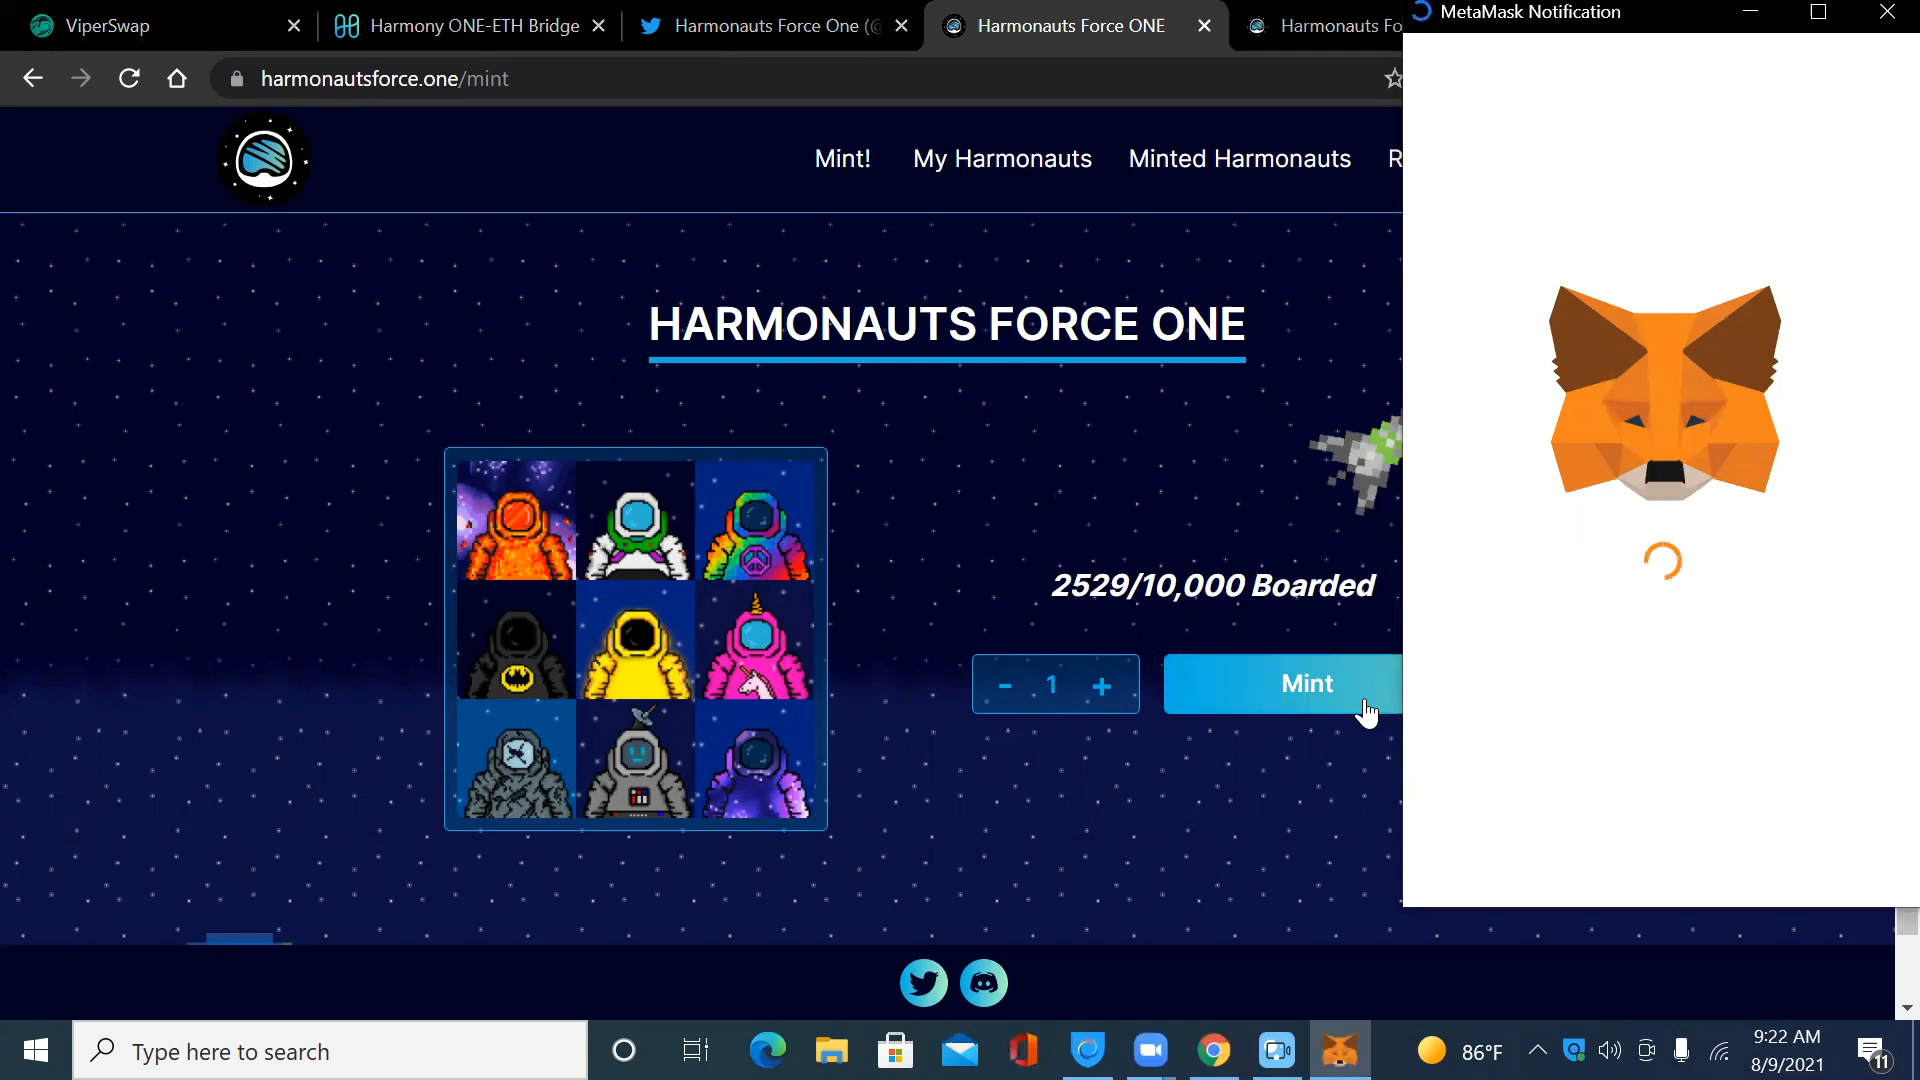 ViperSwap
Harmony ONE-ETH Bridge
Harmonauts Force One (@
Harmonauts Force ONE
Harmonauts Fo
MetaMask Notification
harmonautsforce.one/mint
Mint!
My Harmonauts
Minted Harmonauts
R
HARMONAUTS FORCE ONE
2529/10,000 Boarded
- 1 +
Mint
Type here to search
86°F
9:22 AM
8/9/2021
11